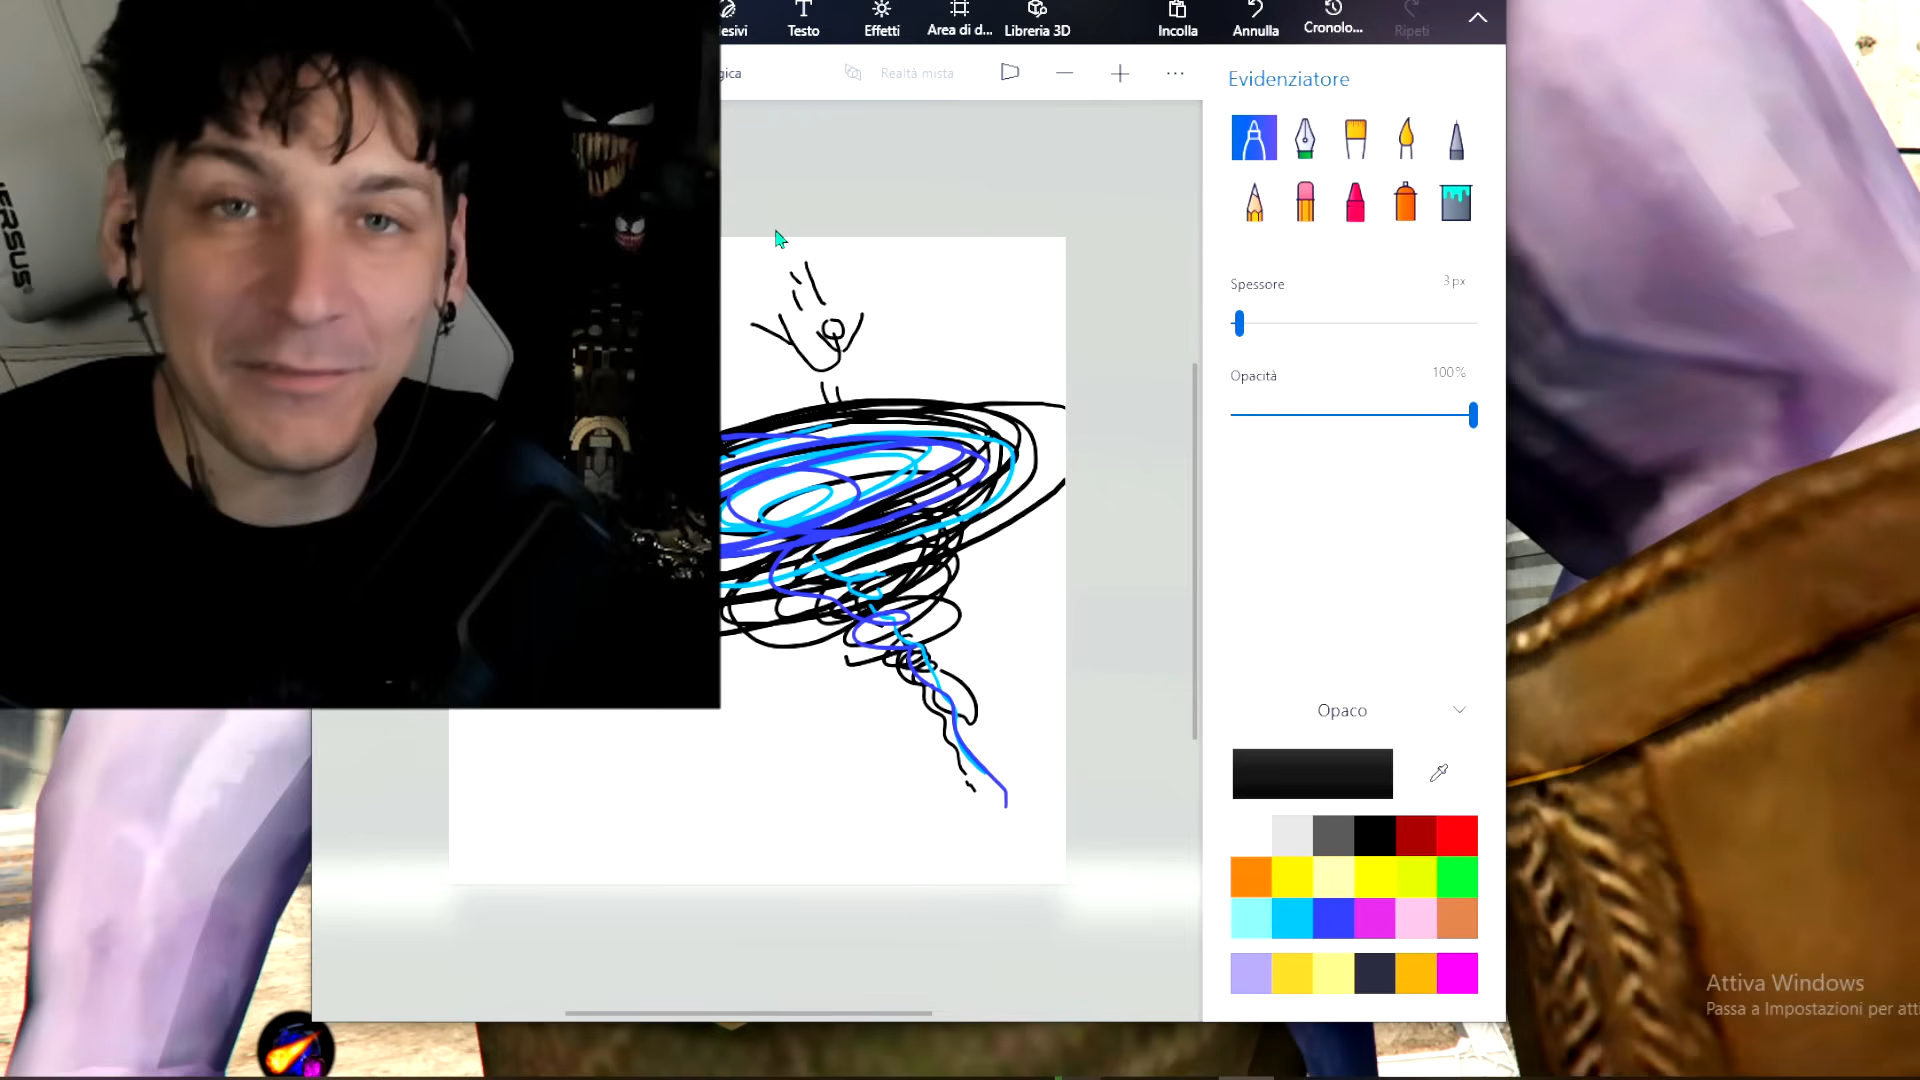 esivi
Testo
Effetti
Area di d...
Libreria 3D
Incolla
Annulla
Cronolo...
Ripeti
gica
Realtà mista
Evidenziatore
Spessore
3 px
Opacità
100%
Opaco
ERSUS
Attiva Windows
Passa a Impostazioni per atti